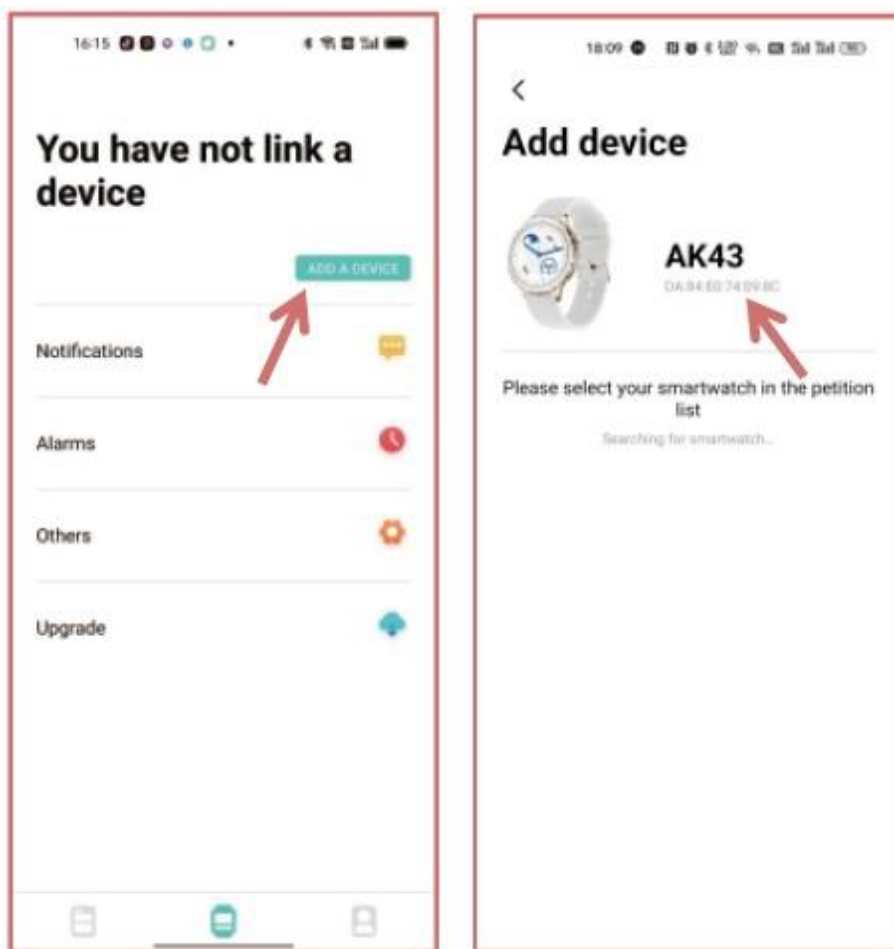 16:15
You have not link a
device
ADD A DEVICE
Notifications
Alarms
Others
Upgrade
18:09
Add device
AK43
Please select your smartwatch in the petition
list
Searching for smartwatch...